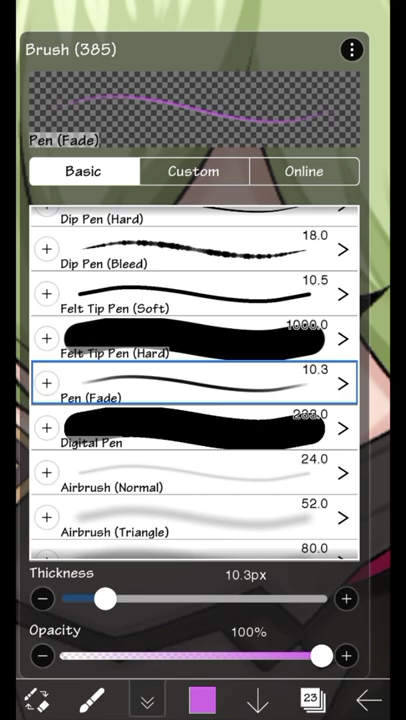 Brush (385)
Pen (Fade)
Basic
Custom
Online
Dip Pen (Hard)
18.0
Dip Pen (Bleed)
10.5
Felt Tip Pen (Soft)
1000.0
Felt Tip Pen (Hard)
10.3
Pen (Fade)
Digital Pen
24.0
Airbrush (Normal)
52.0
Airbrush (Triangle)
80.0
Thickness
10.3px
Opacity
100%
23